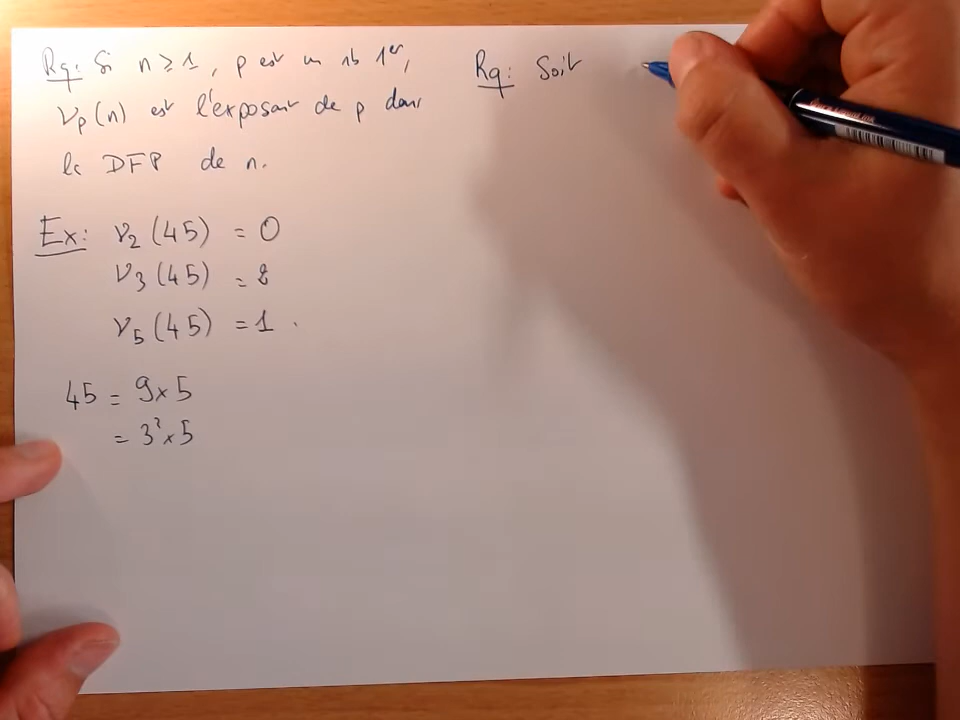 Rq: Si n ≥ 1, p est un nb 1er,
νp(n) est l'exposant de p dans
la DFP de n.
Ex: ν2(45) = 0
ν3(45) = 2
ν5(45) = 1.
45 = 9×5
= 3²×5
Rq: Soit